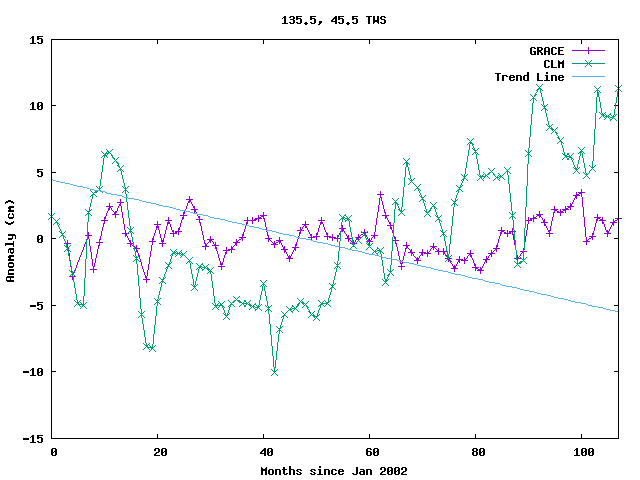 135.5, 45.5 TWS
GRACE
CLM
Trend Line
15
10
5
0
-5
-10
-15
Anomaly (cm)
0 20 40 60 80 100
Months since Jan 2002